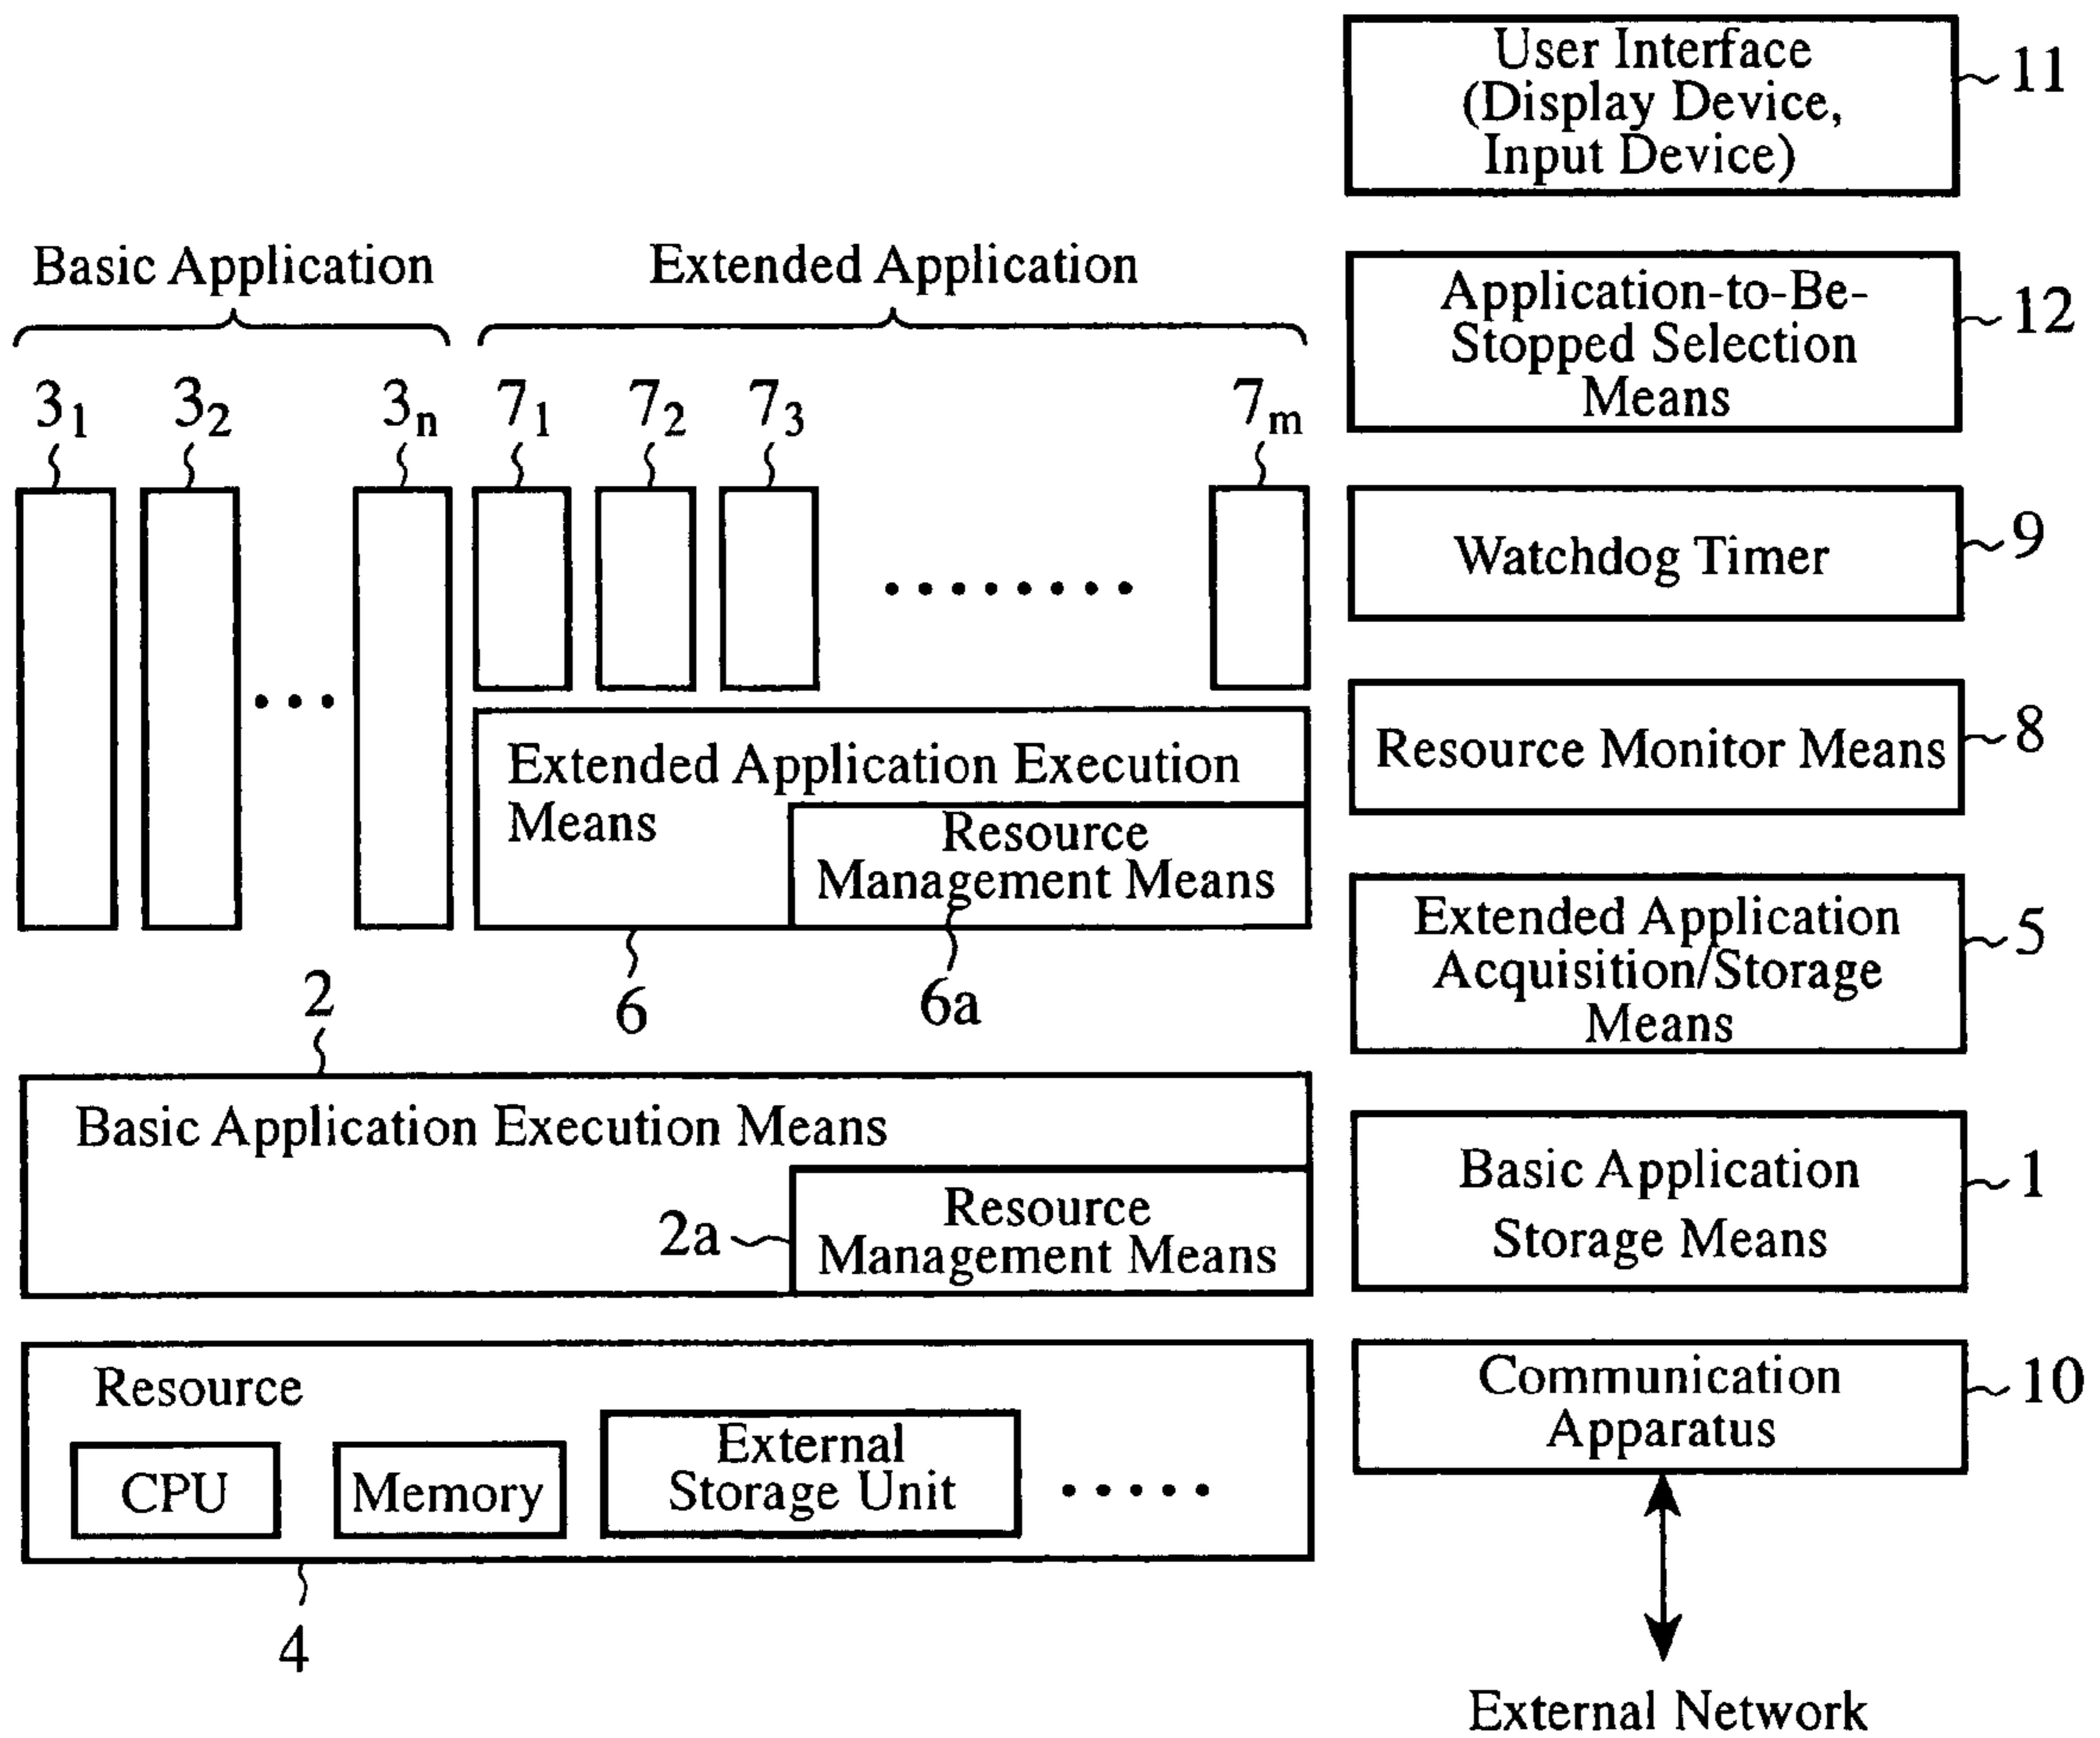 User Interface
(Display Device,
Input Device)
11
Basic Application
Extended Application
Application-to-Be-
Stopped Selection
Means
12
3₁
3₂
3ₙ
7₁
7₂
7₃
7ₘ
Watchdog Timer
9
Resource Monitor Means
8
Extended Application Execution
Means
Resource
Management Means
6
6a
Extended Application
Acquisition/Storage
Means
5
2
Basic Application Execution Means
2a
Resource
Management Means
Basic Application
Storage Means
1
Resource
CPU
Memory
External
Storage Unit
4
Communication
Apparatus
10
External Network